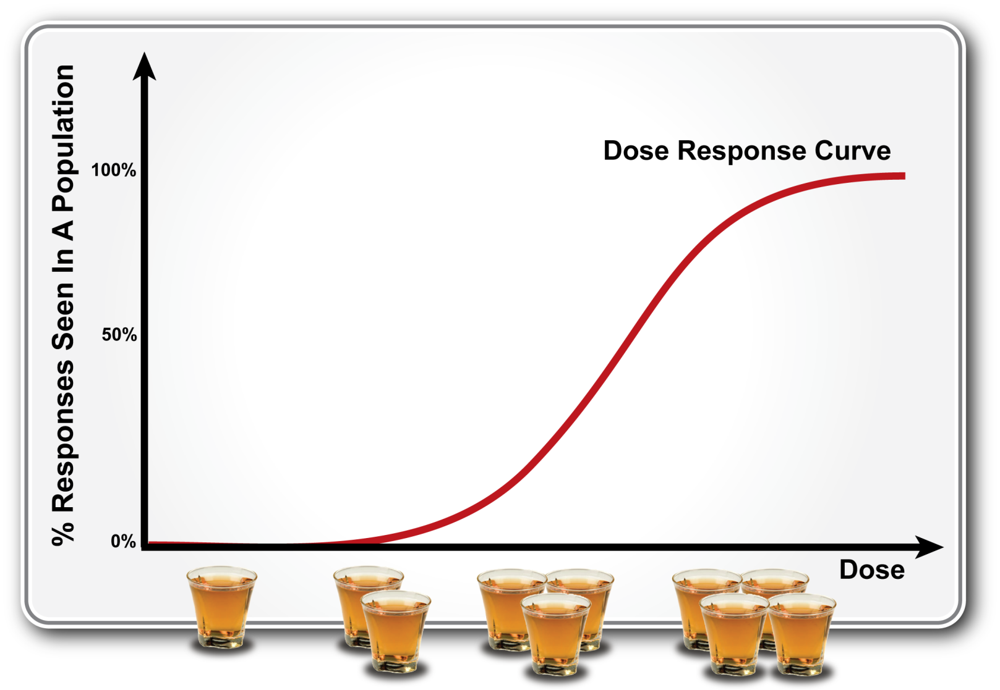 % Responses Seen In A Population
Dose Response Curve
100%
50%
0%
Dose